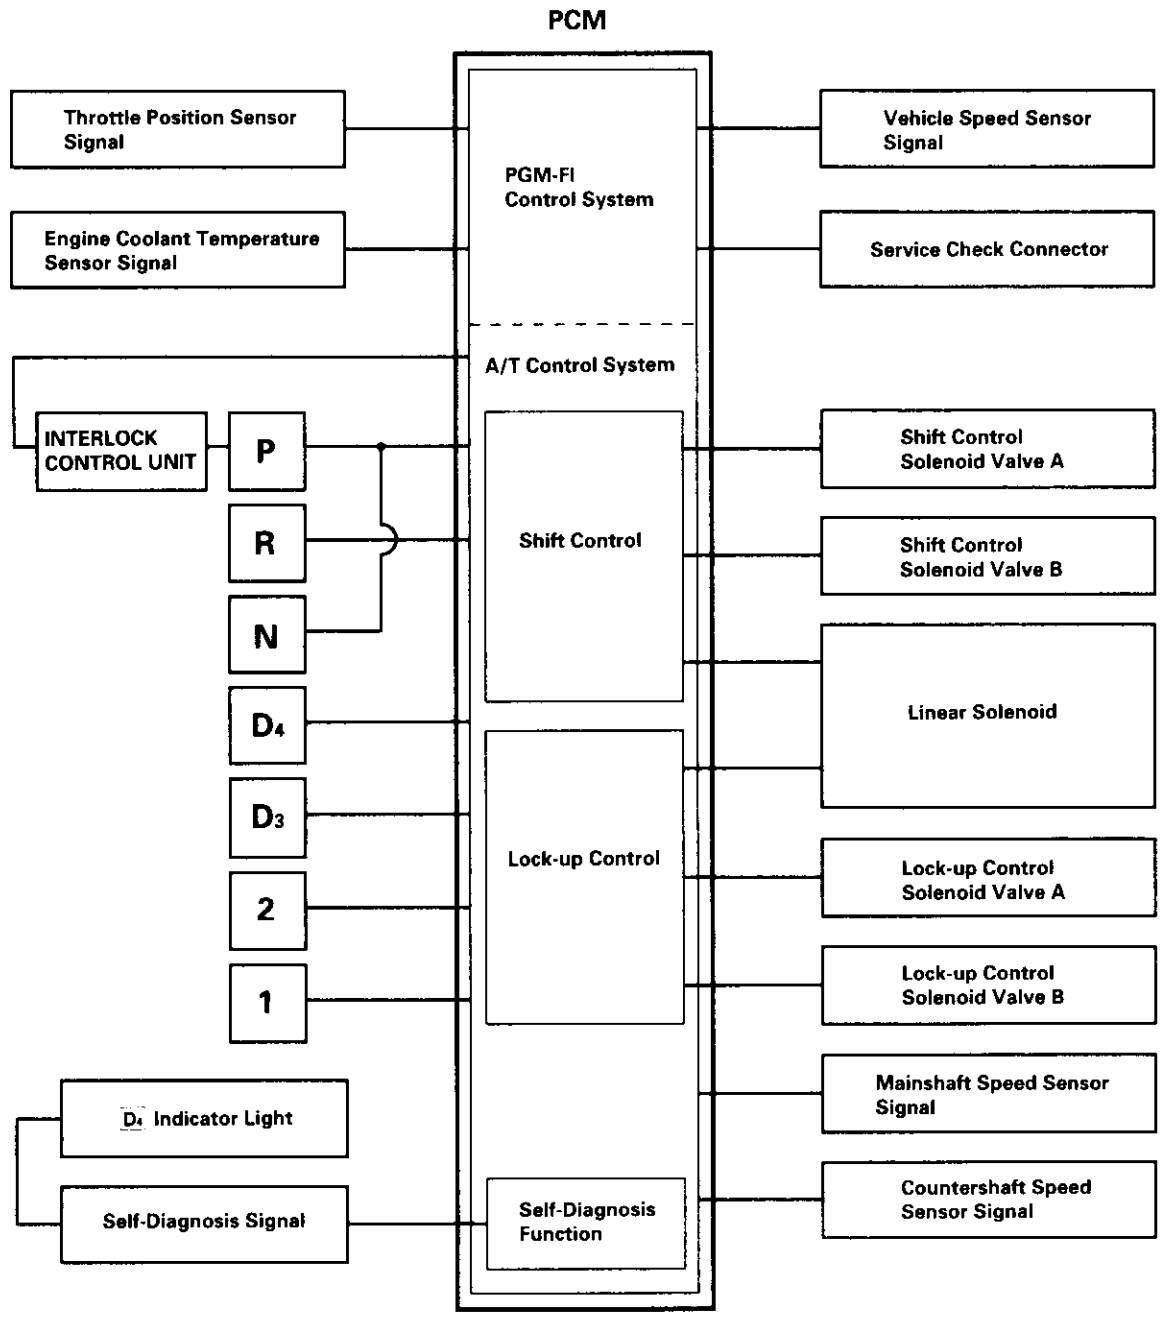 PCM
Throttle Position Sensor
Signal
Engine Coolant Temperature
Sensor Signal
INTERLOCK
CONTROL UNIT
P
R
N
D4
D3
2
1
D4 Indicator Light
Self-Diagnosis Signal
PGM-FI
Control System
A/T Control System
Shift Control
Lock-up Control
Self-Diagnosis
Function
Vehicle Speed Sensor
Signal
Service Check Connector
Shift Control
Solenoid Valve A
Shift Control
Solenoid Valve B
Linear Solenoid
Lock-up Control
Solenoid Valve A
Lock-up Control
Solenoid Valve B
Mainshaft Speed Sensor
Signal
Countershaft Speed
Sensor Signal